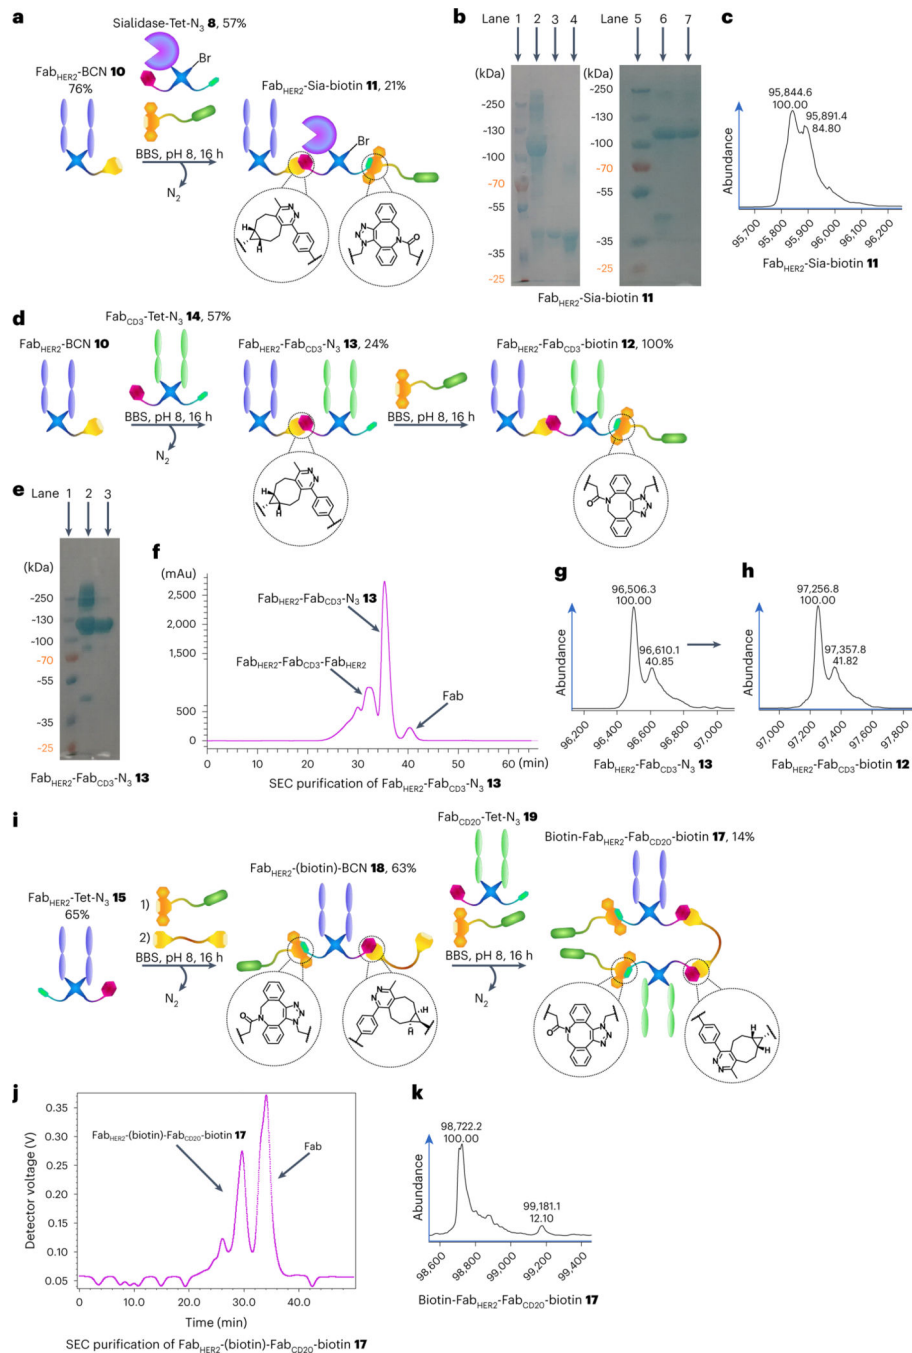 a
Sialidase-Tet-N3 8, 57%
Br
FabHER2-BCN 10
76%
FabHER2-Sia-biotin 11, 21%
Br
BBS, pH 8, 16 h
N2
N
N
N
N
N
N
O
b
Lane 1 2 3 4
Lane 5 6 7
(kDa)
-250
-130
-100
-70
-55
-35
-25
(kDa)
-250
-130
-100
-70
-55
-35
-25
FabHER2-Sia-biotin 11
c
95,844.6
100.00
95,891.4
84.80
Abundance
95,700
95,800
95,900
96,000
96,100
96,200
FabHER2-Sia-biotin 11
d
FabCD3-Tet-N3 14, 57%
FabHER2-BCN 10
FabHER2-FabCD3-N3 13, 24%
FabHER2-FabCD3-biotin 12, 100%
BBS, pH 8, 16 h
N2
BBS, pH 8, 16 h
H
H
N
N
O
N
N
N
N
e
Lane 1 2 3
(kDa)
-250
-130
-100
-70
-55
-35
-25
FabHER2-FabCD3-N3 13
f
(mAu)
2,500
2,000
1,500
500
0
FabHER2-FabCD3-N3 13
FabHER2-FabCD3-FabHER2
Fab
0 10 20 30 40 50 60 (min)
SEC purification of FabHER2-FabCD3-N3 13
g
96,506.3
100.00
96,610.1
40.85
Abundance
96,200
96,400
96,600
96,800
97,000
FabHER2-FabCD3-N3 13
h
97,256.8
100.00
97,357.8
41.82
Abundance
97,000
97,200
97,400
97,600
97,800
FabHER2-FabCD3-biotin 12
i
FabCD20-Tet-N3 19
Biotin-FabHER2-FabCD20-biotin 17, 14%
FabHER2-(biotin)-BCN 18, 63%
FabHER2-Tet-N3 15
65%
1)
2)
BBS, pH 8, 16 h
N2
BBS, pH 8, 16 h
N2
O
N
N
N
N
N
N
H
H
O
N
N
N
N
N
N
H
H
j
0.35
0.30
0.25
0.20
0.15
0.10
0.05
Detector voltage (V)
FabHER2-(biotin)-FabCD20-biotin 17
Fab
0 10.0 20.0 30.0 40.0
Time (min)
SEC purification of FabHER2-(biotin)-FabCD20-biotin 17
k
98,722.2
100.00
99,181.1
12.10
Abundance
98,600
98,800
99,000
99,200
99,400
Biotin-FabHER2-FabCD20-biotin 17